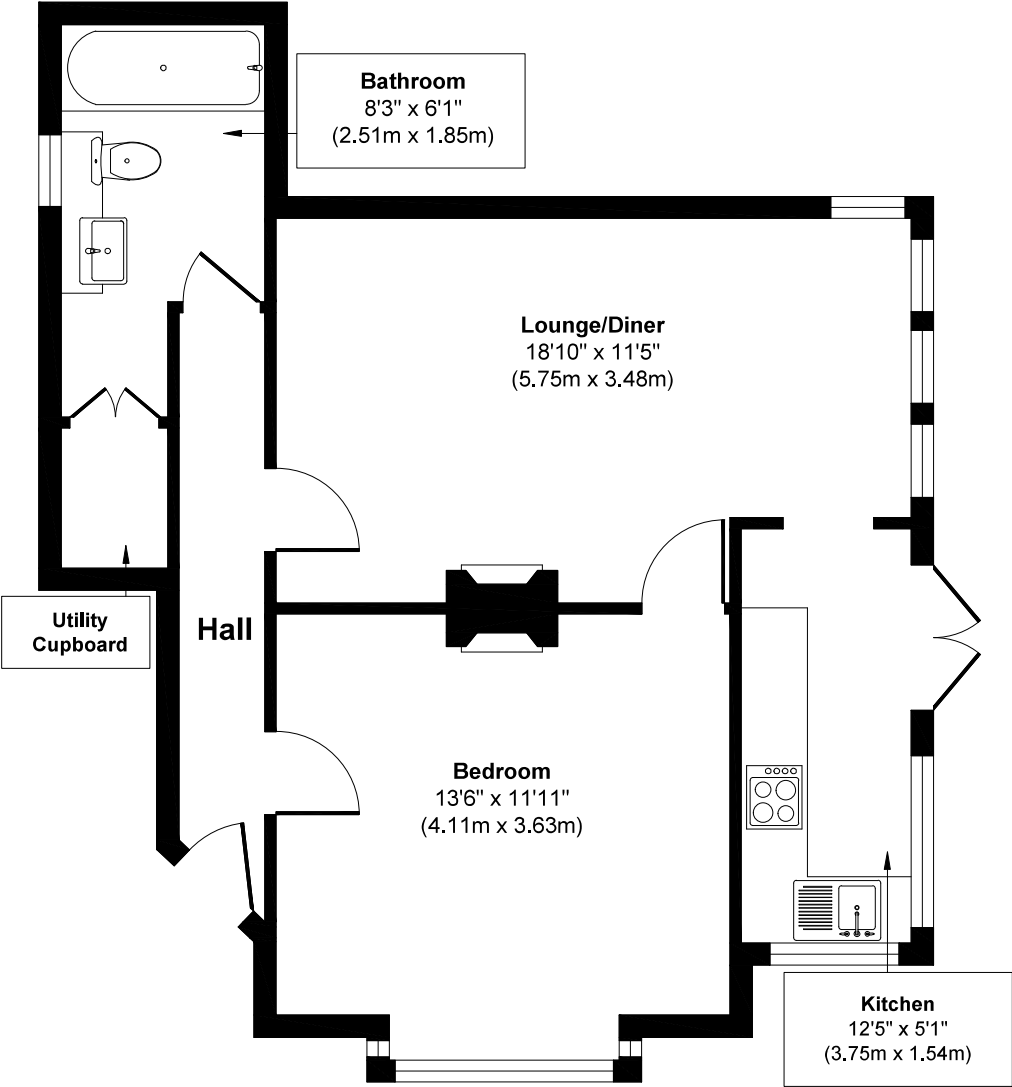 Bathroom
8'3" x 6'1"
(2.51m x 1.85m)
Lounge/Diner
18'10" x 11'5"
(5.75m x 3.48m)
Utility
Cupboard
Hall
Bedroom
13'6" x 11'11"
(4.11m x 3.63m)
Kitchen
12'5" x 5'1"
(3.75m x 1.54m)